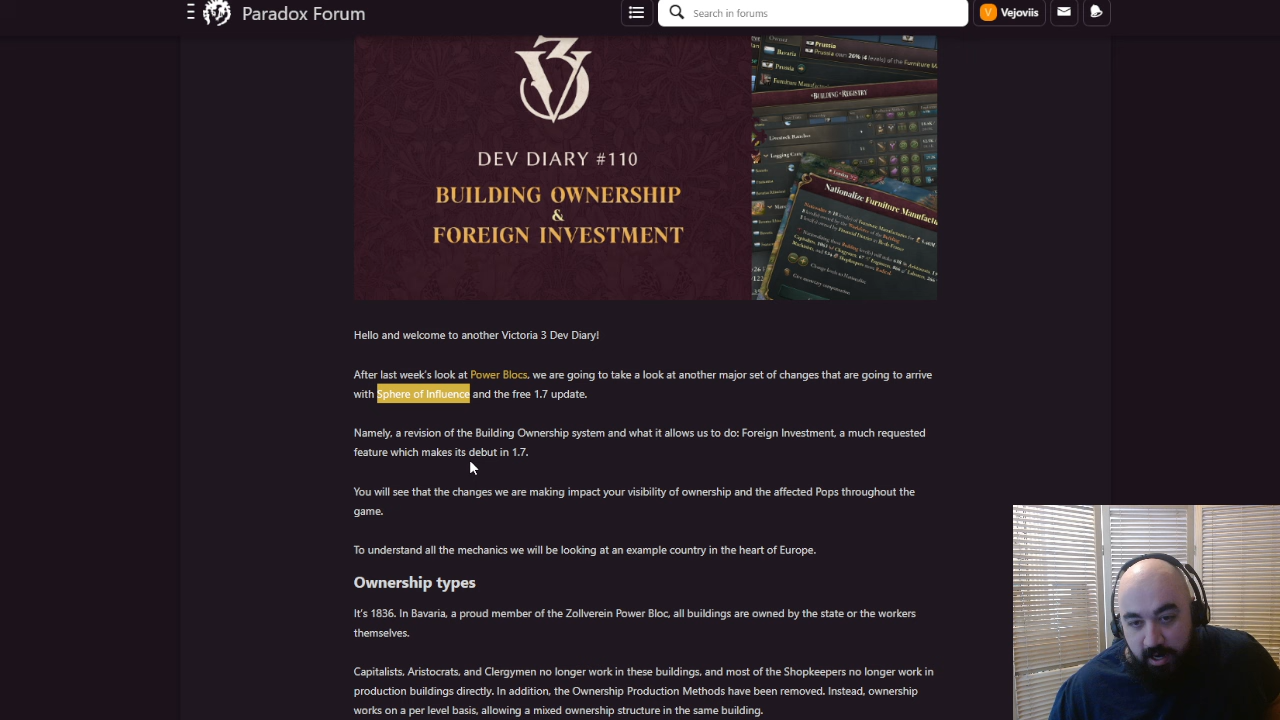 Paradox Forum
Search in forums
V Vejoviis
V3
DEV DIARY #110
BUILDING OWNERSHIP
&
FOREIGN INVESTMENT
Prussia
Bavaria
Prussia
BUILDING REGISTRY
Livestock Ranches
Nationalize Furniture Manufactu
Hello and welcome to another Victoria 3 Dev Diary!
After last week's look at Power Blocs, we are going to take a look at another major set of changes that are going to arrive
with Sphere of Influence and the free 1.7 update.
Namely, a revision of the Building Ownership system and what it allows us to do: Foreign Investment, a much requested
feature which makes its debut in 1.7.
You will see that the changes we are making impact your visibility of ownership and the affected Pops throughout the
game.
To understand all the mechanics we will be looking at an example country in the heart of Europe.
Ownership types
It's 1836. In Bavaria, a proud member of the Zollverein Power Bloc, all buildings are owned by the state or the workers
themselves.
Capitalists, Aristocrats, and Clergymen no longer work in these buildings, and most of the Shopkeepers no longer work in
production buildings directly. In addition, the Ownership Production Methods have been removed. Instead, ownership
works on a per level basis, allowing a mixed ownership structure in the same building.